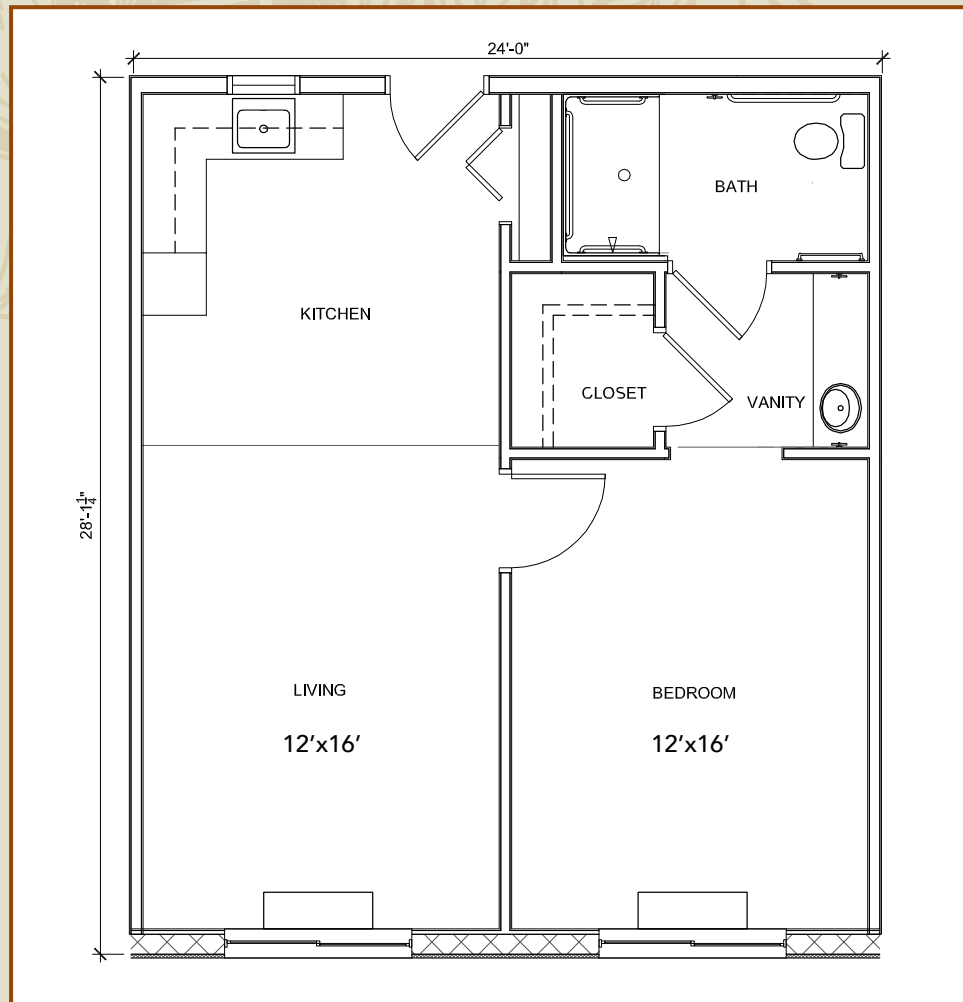 24'-0"
BATH
KITCHEN
CLOSET
VANITY
28'-1¼"
LIVING
12'x16'
BEDROOM
12'x16'